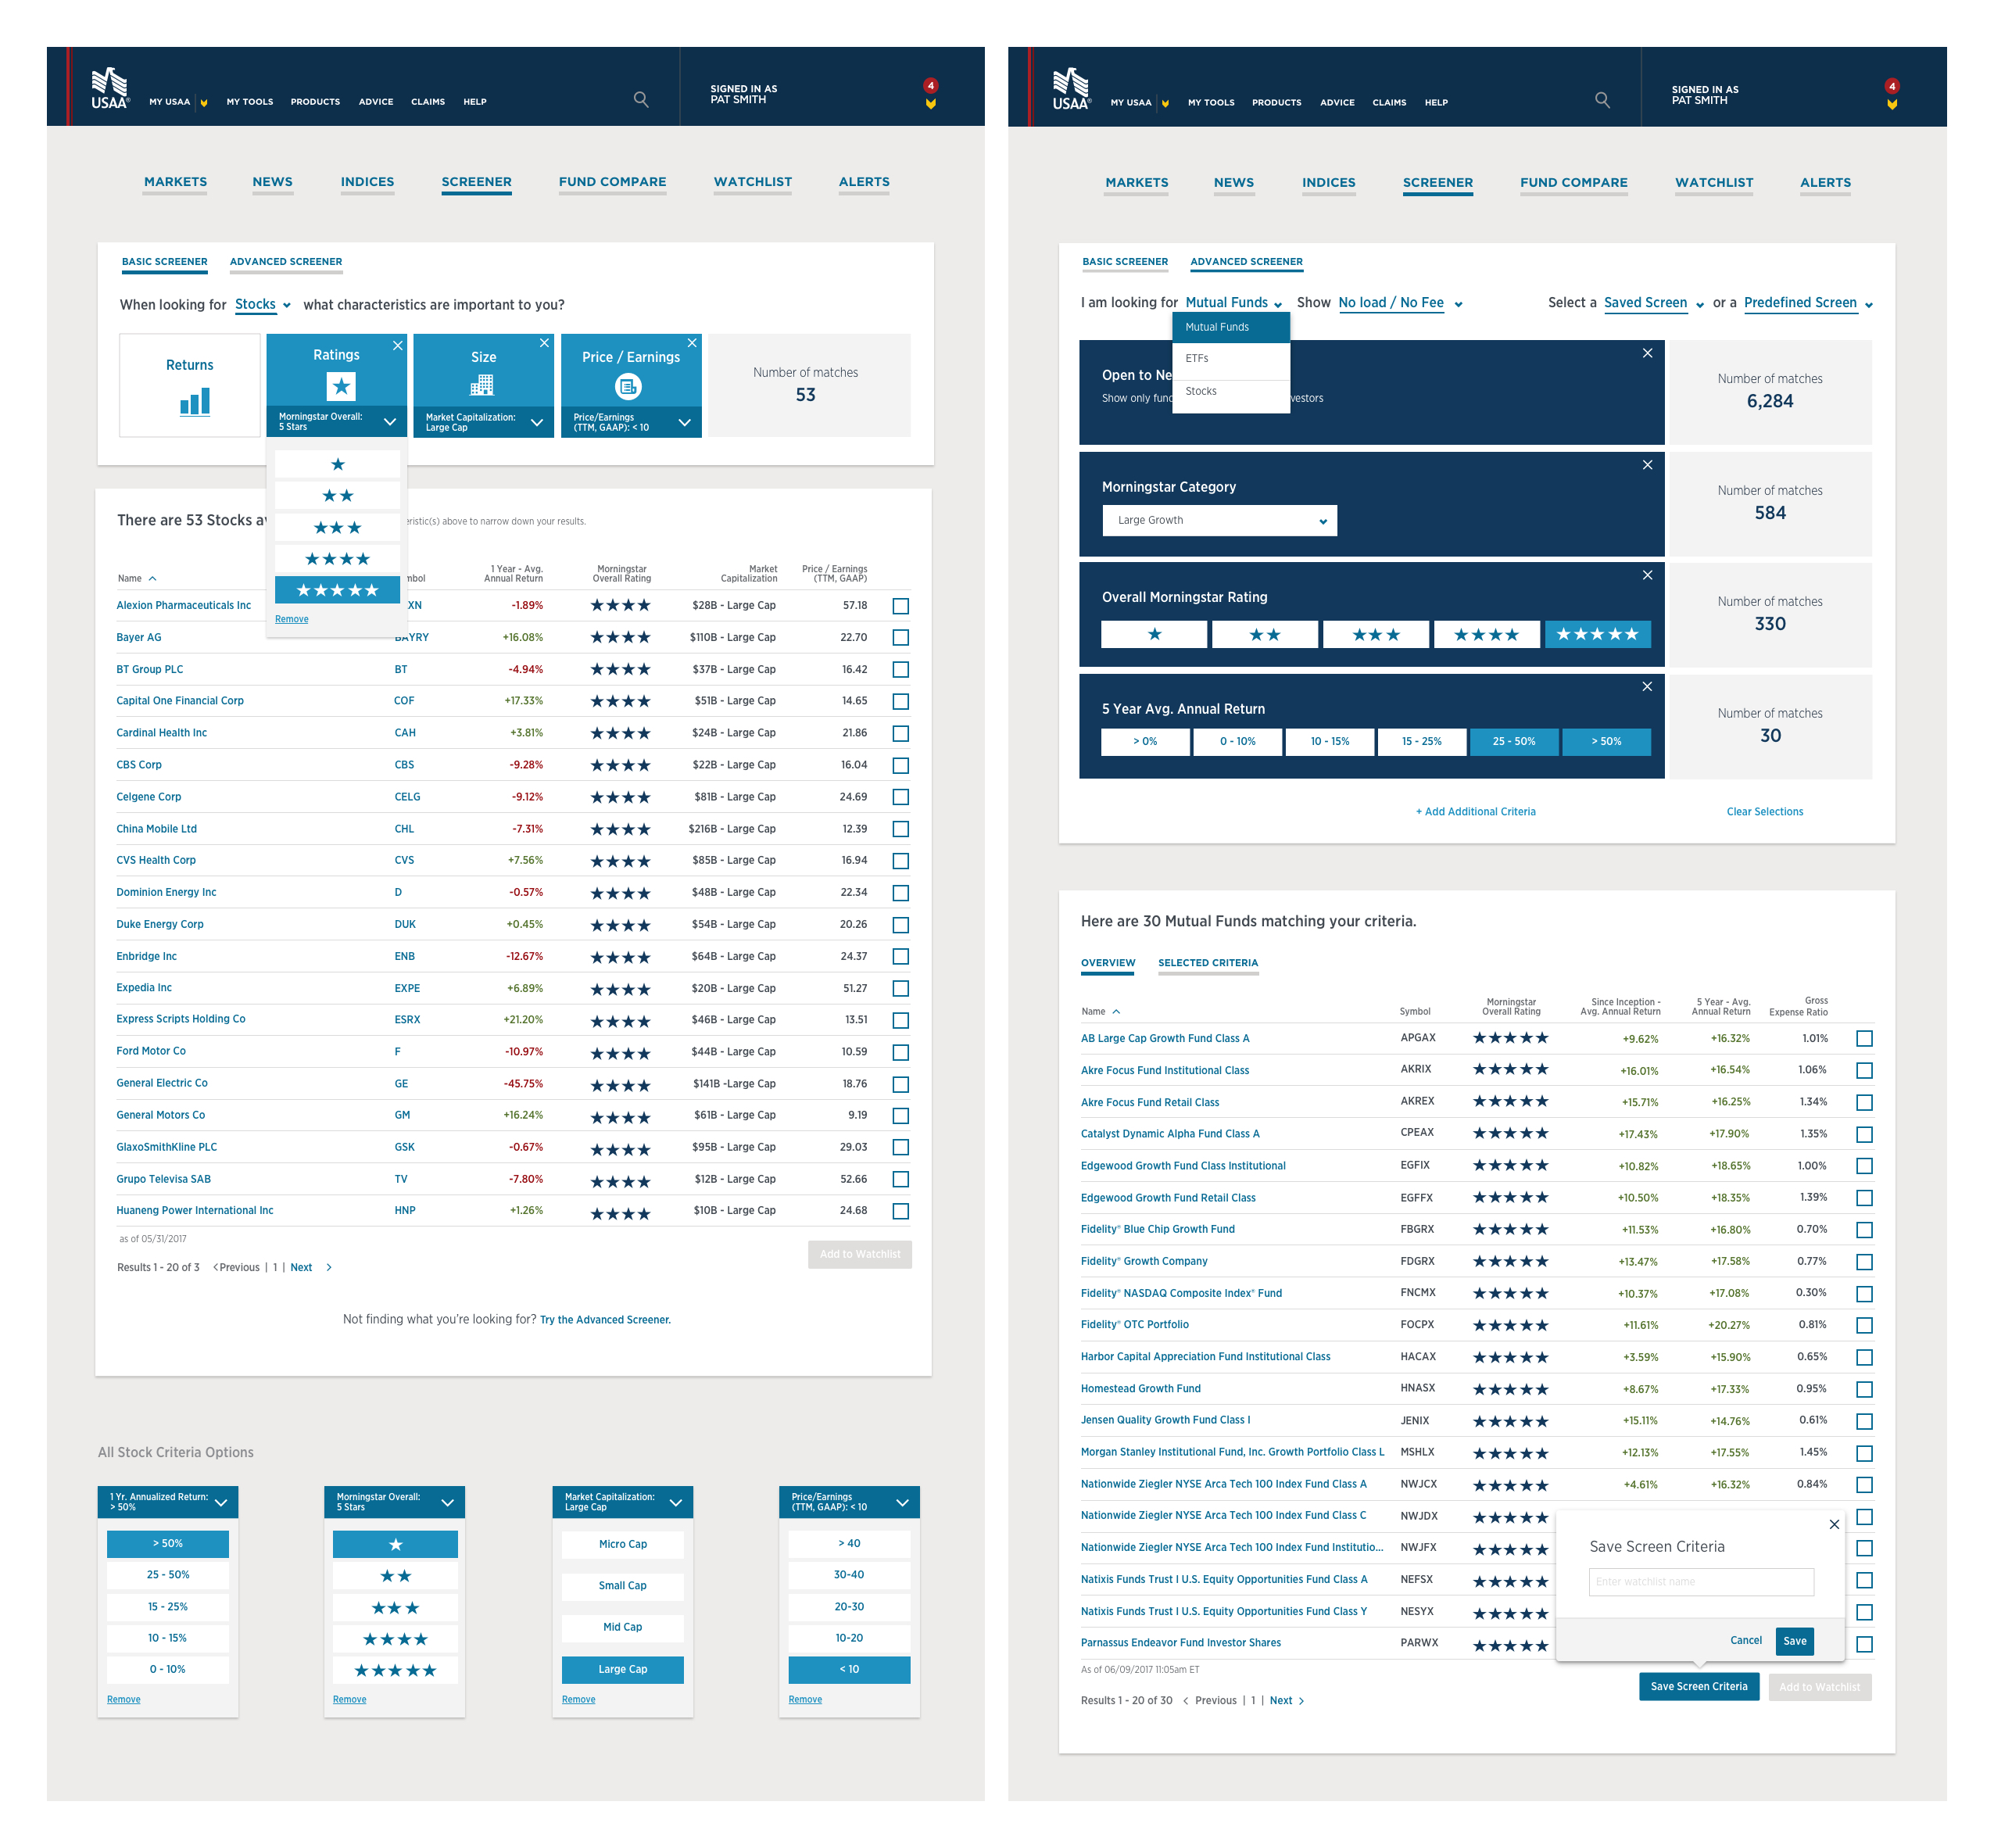 USAA®
MY USAA
MY TOOLS
PRODUCTS
ADVICE
CLAIMS
HELP
SIGNED IN AS
PAT SMITH
4
MARKETS
NEWS
INDICES
SCREENER
FUND COMPARE
WATCHLIST
ALERTS
BASIC SCREENER
ADVANCED SCREENER
When looking for Stocks what characteristics are important to you?
Returns
Ratings
Morningstar Overall:
5 Stars
Size
Market Capitalization:
Large Cap
Price / Earnings
Price/Earnings
(TTM, GAAP): < 10
Number of matches
53
Remove
There are 53 Stocks av
eristic(s) above to narrow down your results.
Name mbol 1 Year - Avg. Annual Return Morningstar Overall Rating Market Capitalization Price / Earnings (TTM, GAAP)
Alexion Pharmaceuticals Inc XN -1.89% ★★★★ $28B - Large Cap 57.18
Bayer AG BAYRY +16.08% ★★★★ $110B - Large Cap 22.70
BT Group PLC BT -4.94% ★★★★ $37B - Large Cap 16.42
Capital One Financial Corp COF +17.33% ★★★★ $51B - Large Cap 14.65
Cardinal Health Inc CAH +3.81% ★★★★ $24B - Large Cap 21.86
CBS Corp CBS -9.28% ★★★★ $22B - Large Cap 16.04
Celgene Corp CELG -9.12% ★★★★ $81B - Large Cap 24.69
China Mobile Ltd CHL -7.31% ★★★★ $216B - Large Cap 12.39
CVS Health Corp CVS +7.56% ★★★★ $85B - Large Cap 16.94
Dominion Energy Inc D -0.57% ★★★★ $48B - Large Cap 22.34
Duke Energy Corp DUK +0.45% ★★★★ $54B - Large Cap 20.26
Enbridge Inc ENB -12.67% ★★★★ $64B - Large Cap 24.37
Expedia Inc EXPE +6.89% ★★★★ $20B - Large Cap 51.27
Express Scripts Holding Co ESRX +21.20% ★★★★ $46B - Large Cap 13.51
Ford Motor Co F -10.97% ★★★★ $44B - Large Cap 10.59
General Electric Co GE -45.75% ★★★★ $141B -Large Cap 18.76
General Motors Co GM +16.24% ★★★★ $61B - Large Cap 9.19
GlaxoSmithKline PLC GSK -0.67% ★★★★ $95B - Large Cap 29.03
Grupo Televisa SAB TV -7.80% ★★★★ $12B - Large Cap 52.66
Huaneng Power International Inc HNP +1.26% ★★★★ $10B - Large Cap 24.68
as of 05/31/2017
Add to Watchlist
Results 1 - 20 of 3 <Previous | 1 | Next >
Not finding what you're looking for? Try the Advanced Screener.
All Stock Criteria Options
1 Yr. Annualized Return:
> 50%
> 50%
25 - 50%
15 - 25%
10 - 15%
0 - 10%
Remove
Morningstar Overall:
5 Stars
Remove
Market Capitalization:
Large Cap
Micro Cap
Small Cap
Mid Cap
Large Cap
Remove
Price/Earnings
(TTM, GAAP): < 10
> 40
30-40
20-30
10-20
< 10
Remove
USAA®
MY USAA
MY TOOLS
PRODUCTS
ADVICE
CLAIMS
HELP
SIGNED IN AS
PAT SMITH
4
MARKETS
NEWS
INDICES
SCREENER
FUND COMPARE
WATCHLIST
ALERTS
BASIC SCREENER
ADVANCED SCREENER
I am looking for Mutual Funds Show No load / No Fee Select a Saved Screen or a Predefined Screen
Mutual Funds
ETFs
Stocks
Open to Ne
Show only func vestors
Number of matches
6,284
Morningstar Category
Large Growth
Number of matches
584
Overall Morningstar Rating
Number of matches
330
5 Year Avg. Annual Return
> 0% 0 - 10% 10 - 15% 15 - 25% 25 - 50% > 50%
Number of matches
30
+ Add Additional Criteria
Clear Selections
Here are 30 Mutual Funds matching your criteria.
OVERVIEW
SELECTED CRITERIA
Name Symbol Morningstar Overall Rating Since Inception - Avg. Annual Return 5 Year - Avg. Annual Return Gross Expense Ratio
AB Large Cap Growth Fund Class A APGAX ★★★★★ +9.62% +16.32% 1.01%
Akre Focus Fund Institutional Class AKRIX ★★★★★ +16.01% +16.54% 1.06%
Akre Focus Fund Retail Class AKREX ★★★★★ +15.71% +16.25% 1.34%
Catalyst Dynamic Alpha Fund Class A CPEAX ★★★★★ +17.43% +17.90% 1.35%
Edgewood Growth Fund Class Institutional EGFIX ★★★★★ +10.82% +18.65% 1.00%
Edgewood Growth Fund Retail Class EGFFX ★★★★★ +10.50% +18.35% 1.39%
Fidelity® Blue Chip Growth Fund FBGRX ★★★★★ +11.53% +16.80% 0.70%
Fidelity® Growth Company FDGRX ★★★★★ +13.47% +17.58% 0.77%
Fidelity® NASDAQ Composite Index® Fund FNCMX ★★★★★ +10.37% +17.08% 0.30%
Fidelity® OTC Portfolio FOCPX ★★★★★ +11.61% +20.27% 0.81%
Harbor Capital Appreciation Fund Institutional Class HACAX ★★★★★ +3.59% +15.90% 0.65%
Homestead Growth Fund HNASX ★★★★★ +8.67% +17.33% 0.95%
Jensen Quality Growth Fund Class I JENIX ★★★★★ +15.11% +14.76% 0.61%
Morgan Stanley Institutional Fund, Inc. Growth Portfolio Class L MSHLX ★★★★★ +12.13% +17.55% 1.45%
Nationwide Ziegler NYSE Arca Tech 100 Index Fund Class A NWJCX ★★★★★ +4.61% +16.32% 0.84%
Nationwide Ziegler NYSE Arca Tech 100 Index Fund Class C NWJDX ★★★★★
Nationwide Ziegler NYSE Arca Tech 100 Index Fund Institutio... NWJFX ★★★★★
Natixis Funds Trust I U.S. Equity Opportunities Fund Class A NEFSX ★★★★★
Natixis Funds Trust I U.S. Equity Opportunities Fund Class Y NESYX ★★★★★
Parnassus Endeavor Fund Investor Shares PARWX ★★★★★
Save Screen Criteria
Enter watchlist name
Cancel
Save
As of 06/09/2017 11:05am ET
Save Screen Criteria
Add to Watchlist
Results 1 - 20 of 30 < Previous | 1 | Next >